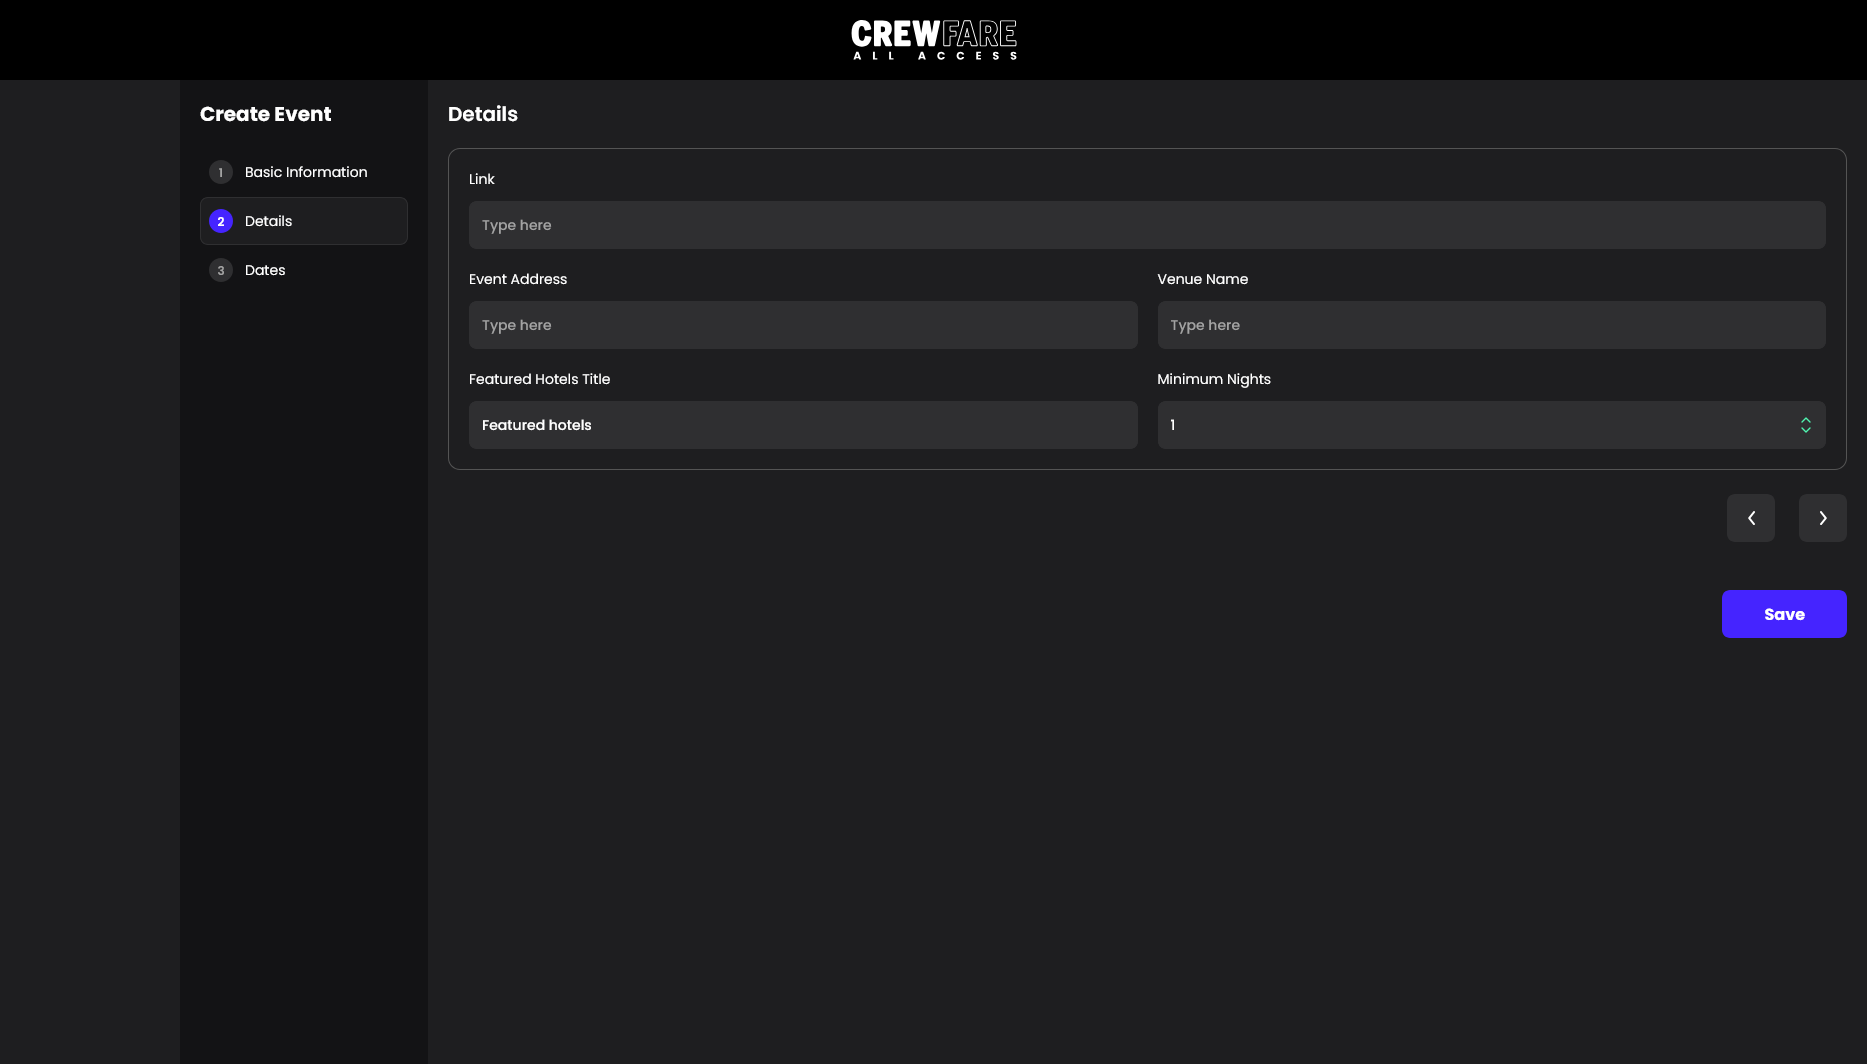 CREWFARE
ALL ACCESS
Create Event
1 Basic Information
2 Details
3 Dates
Details
Link
Type here
Event Address
Venue Name
Type here
Type here
Featured Hotels Title
Minimum Nights
Featured hotels
1
Save